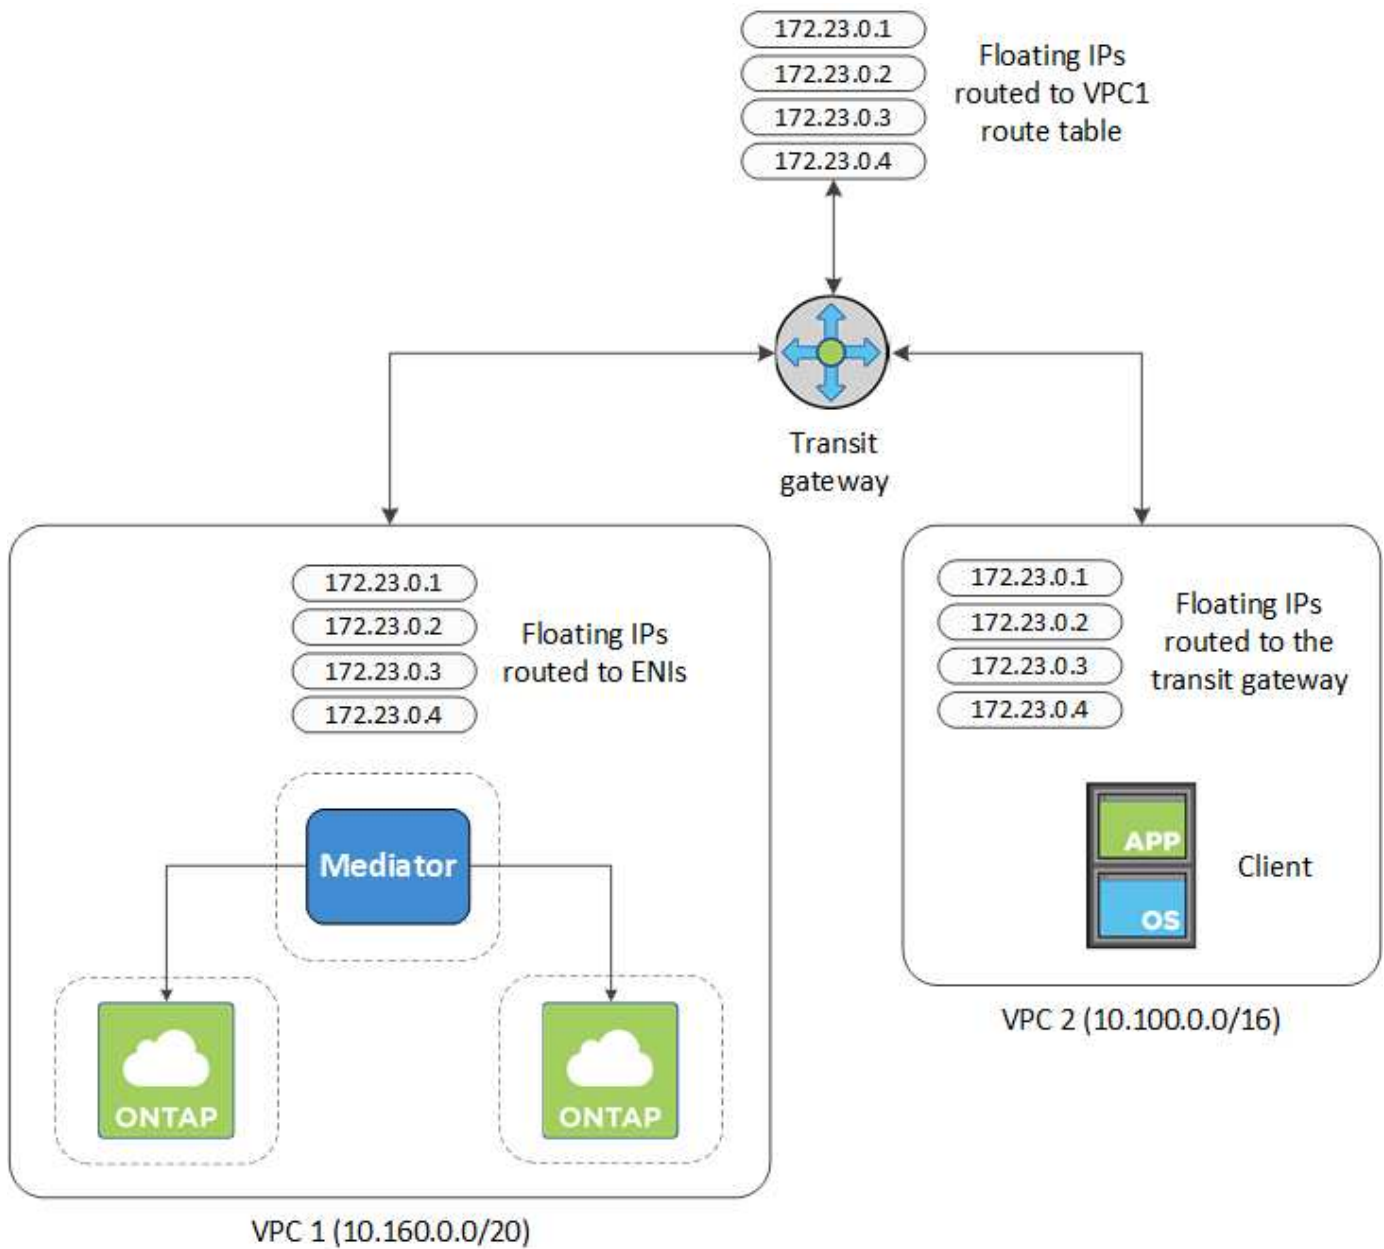 172.23.0.1
172.23.0.2
172.23.0.3
172.23.0.4
Floating IPs
routed to VPC1
route table
Transit
gateway
172.23.0.1
172.23.0.2
172.23.0.3
172.23.0.4
Floating IPs
routed to ENIs
Mediator
ONTAP
ONTAP
VPC 1 (10.160.0.0/20)
172.23.0.1
172.23.0.2
172.23.0.3
172.23.0.4
Floating IPs
routed to the
transit gateway
APP
OS
Client
VPC 2 (10.100.0.0/16)